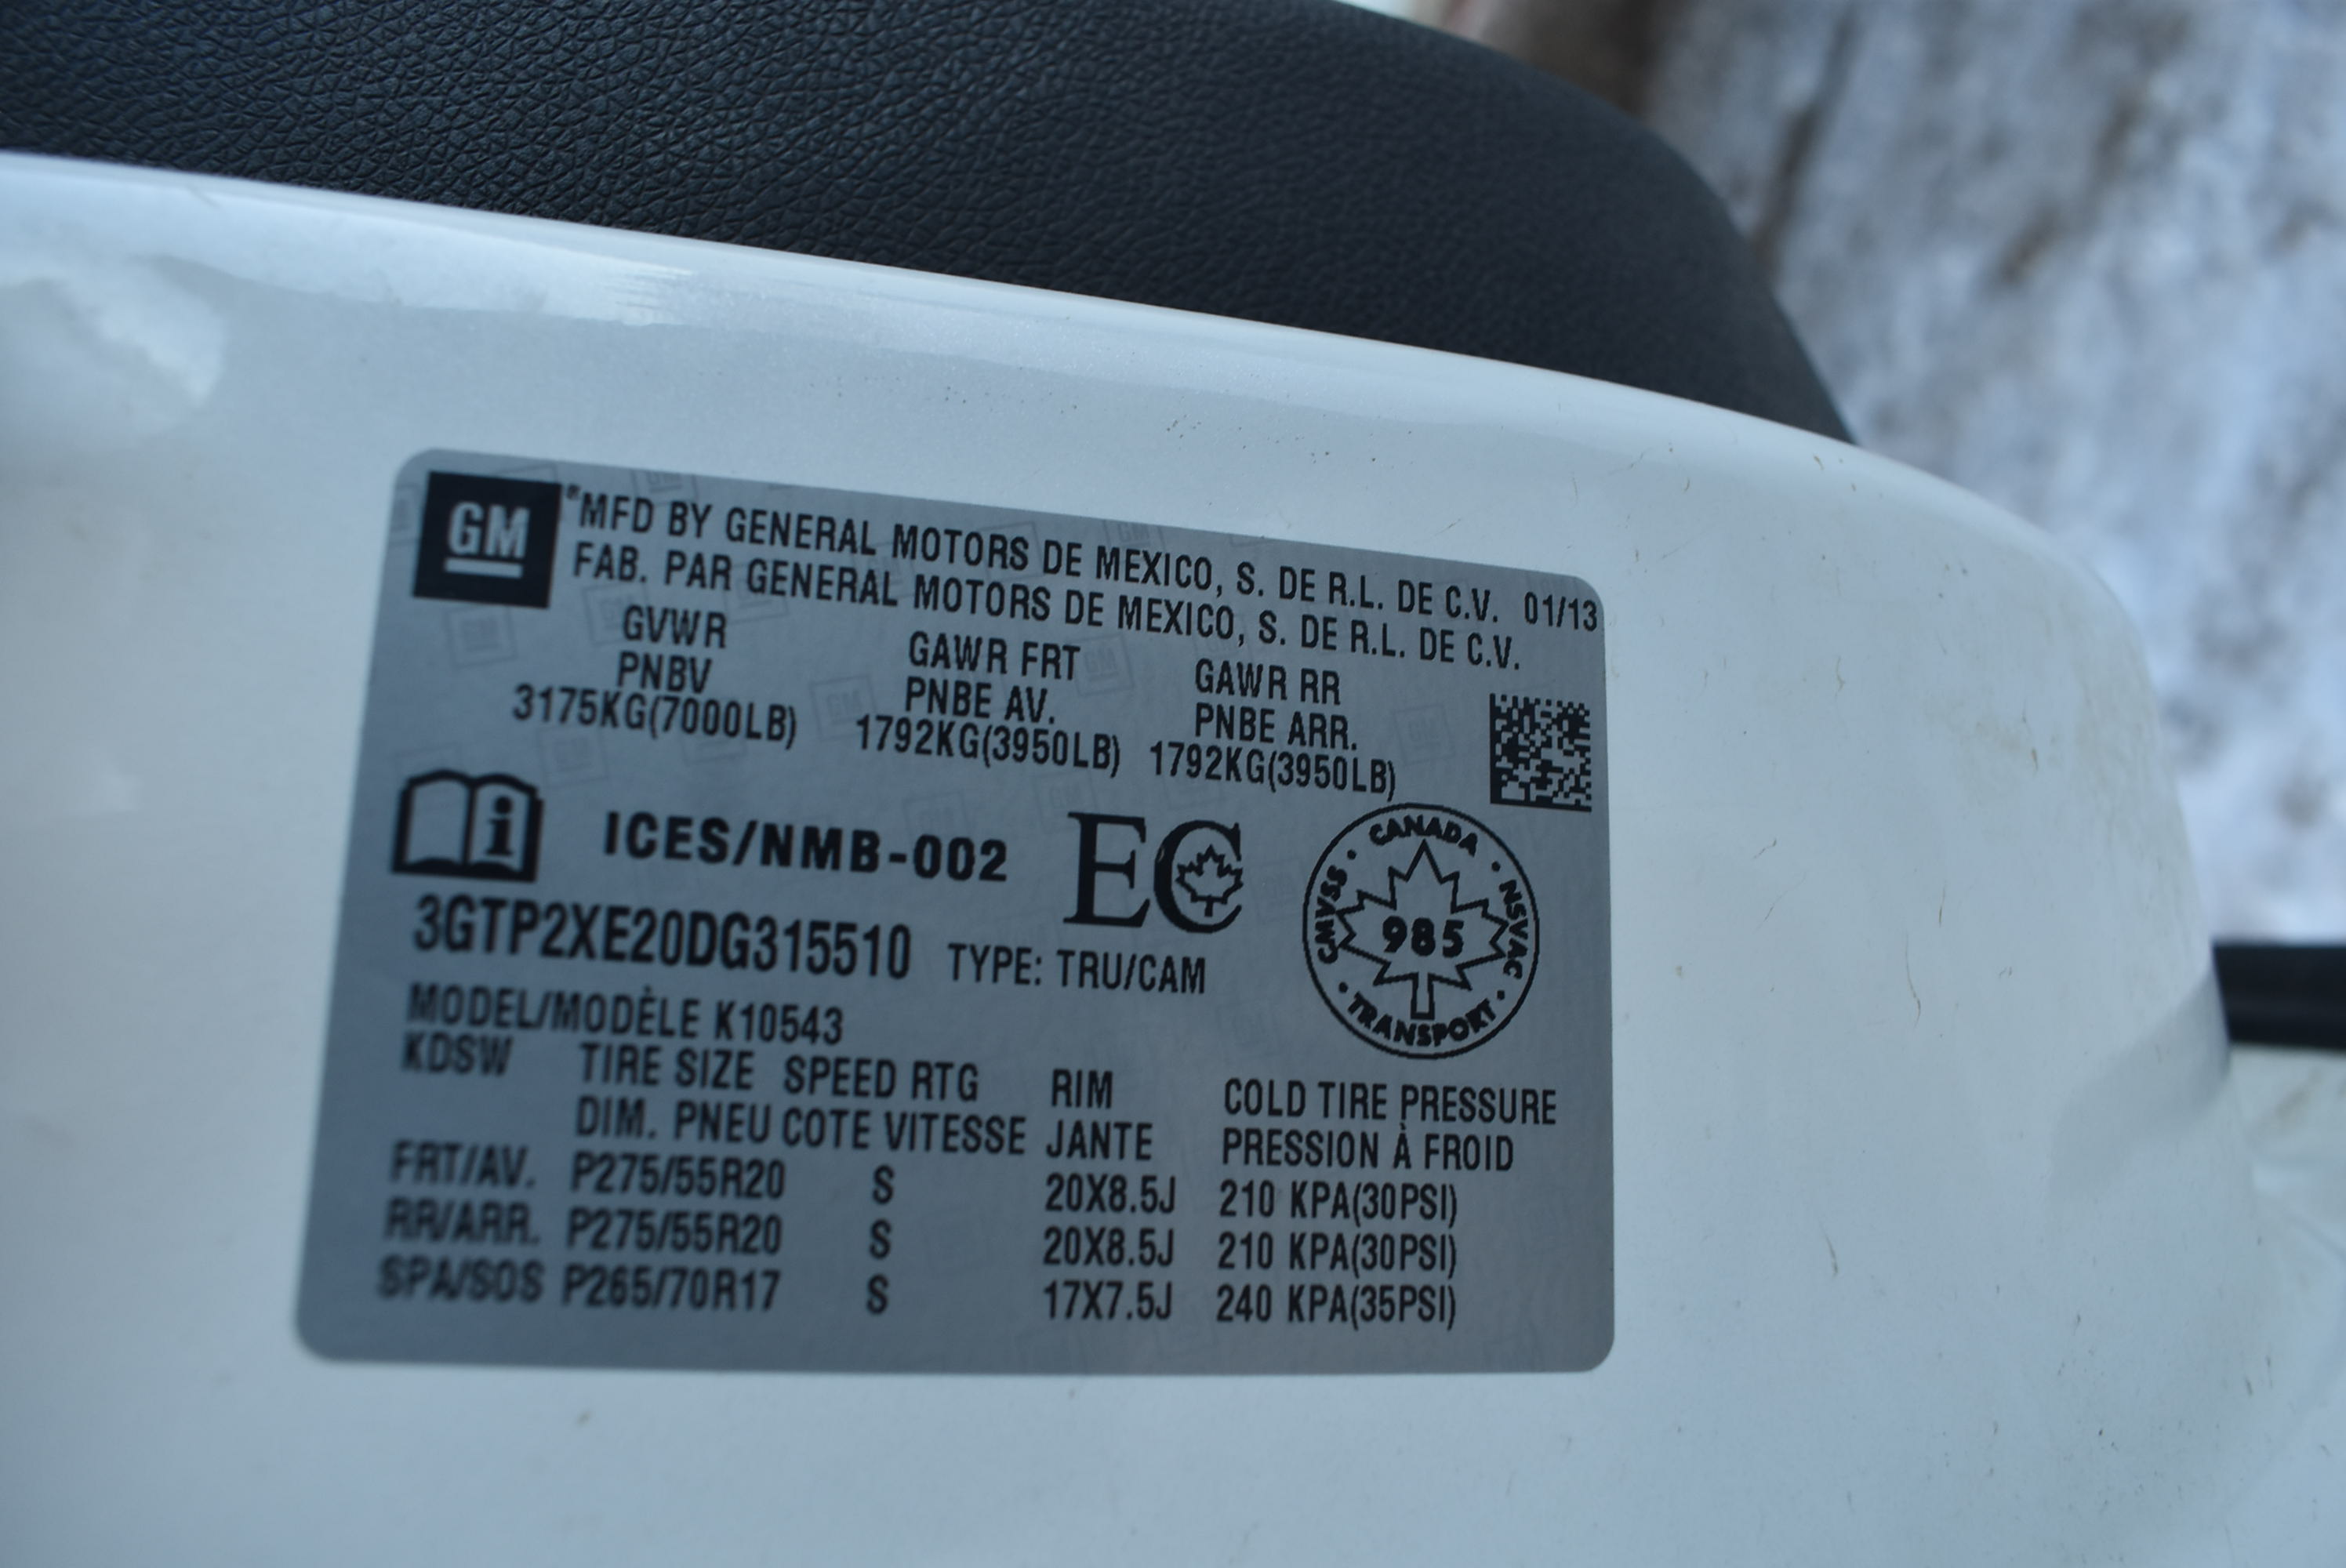 GM
®MFD BY GENERAL MOTORS DE MEXICO, S. DE R.L. DE C.V. 01/13
FAB. PAR GENERAL MOTORS DE MEXICO, S. DE R.L. DE C.V.
GVWR GAWR FRT GAWR RR
PNBV PNBE AV. PNBE ARR.
3175KG(7000LB) 1792KG(3950LB) 1792KG(3950LB)
i ICES/NMB-002 EC
CANADA · NSVAC · TRANSPORT · CMVSS ·
985
3GTP2XE20DG315510 TYPE: TRU/CAM
MODEL/MODÈLE K10543
KDSW TIRE SIZE SPEED RTG RIM COLD TIRE PRESSURE
DIM. PNEU COTE VITESSE JANTE PRESSION À FROID
FRT/AV. P275/55R20 S 20X8.5J 210 KPA(30PSI)
RR/ARR. P275/55R20 S 20X8.5J 210 KPA(30PSI)
SPA/SOS P265/70R17 S 17X7.5J 240 KPA(35PSI)